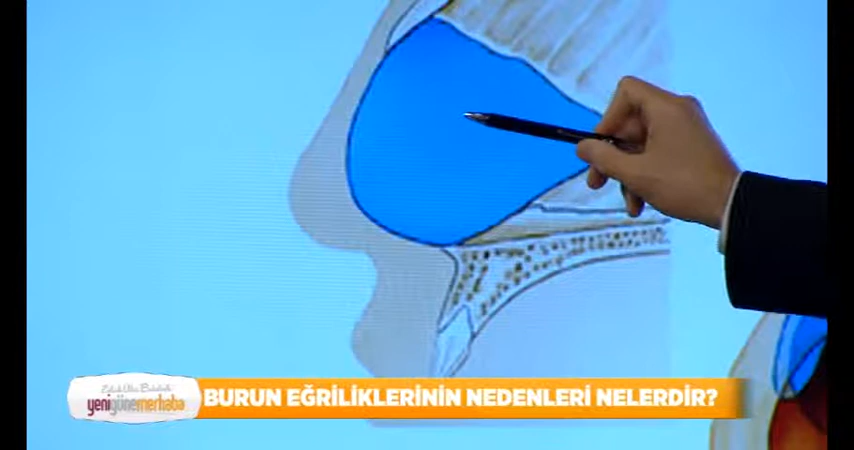 yenigünemerhaba
BURUN EĞRİLİKLERİNİN NEDENLERİ NELERDİR?